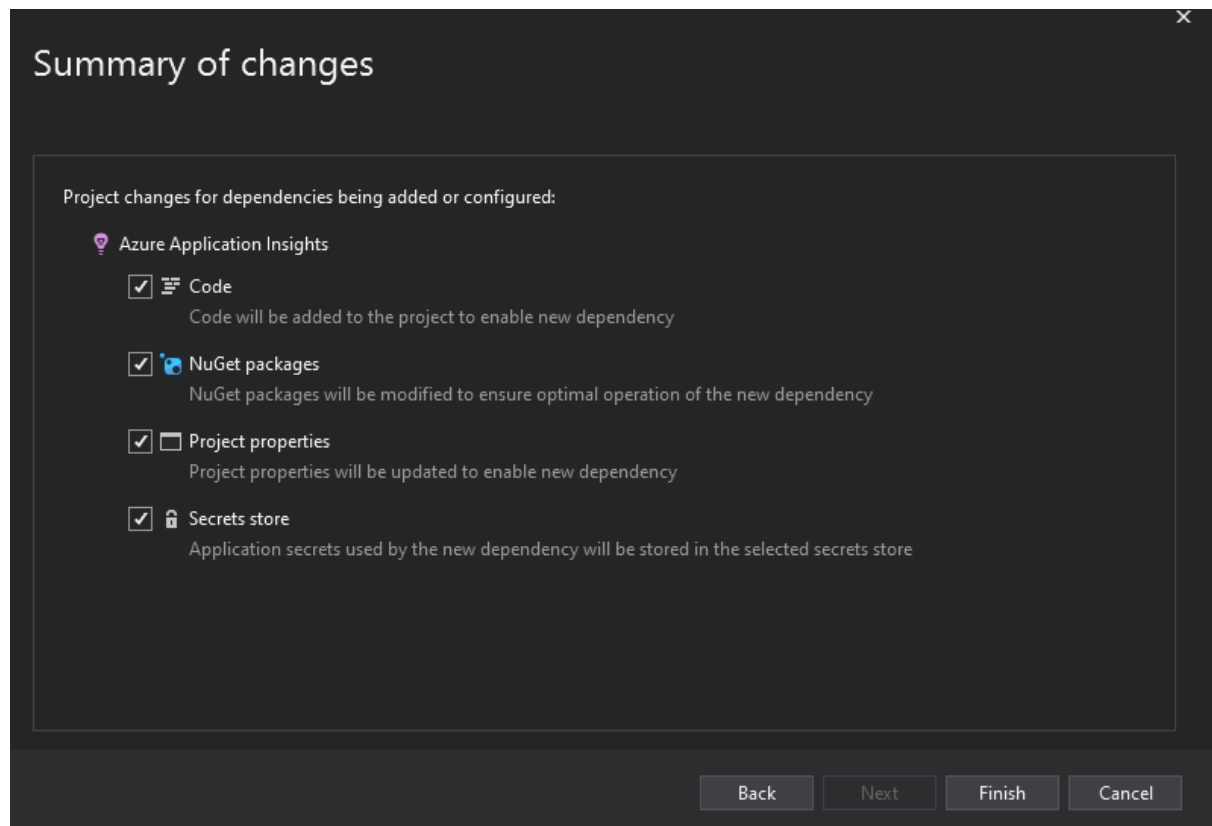 Summary of changes
Project changes for dependencies being added or configured:
Azure Application Insights
Code
Code will be added to the project to enable new dependency
NuGet packages
NuGet packages will be modified to ensure optimal operation of the new dependency
Project properties
Project properties will be updated to enable new dependency
Secrets store
Application secrets used by the new dependency will be stored in the selected secrets store
Back Next Finish Cancel